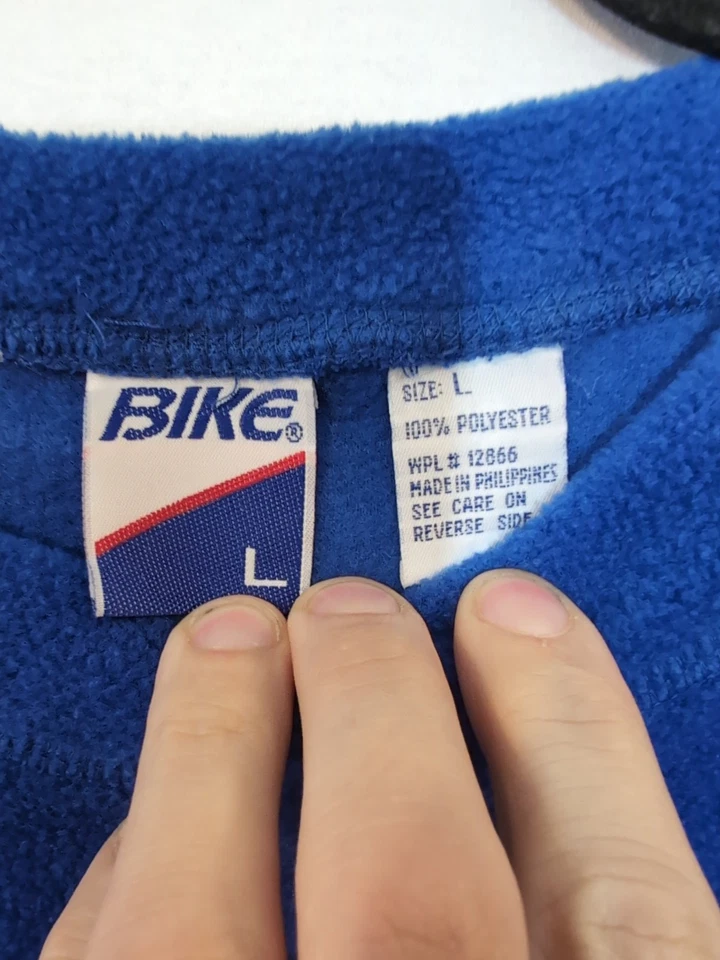 BIKE®
L
SIZE: L
100% POLYESTER
WPL # 12866
MADE IN PHILIPPINES
SEE CARE ON
REVERSE SIDE